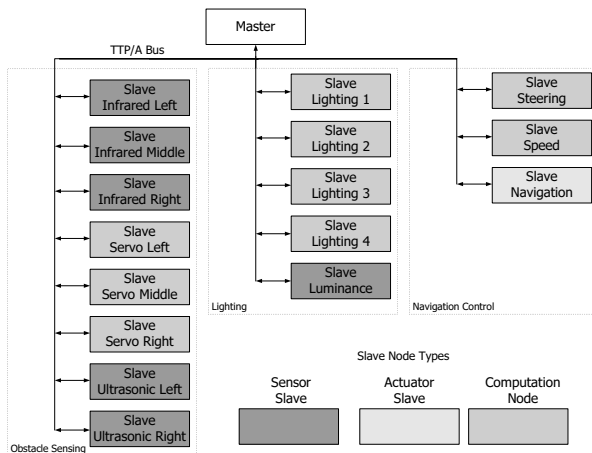 Master
TTP/A Bus
Slave
Infrared Left
Slave
Infrared Middle
Slave
Infrared Right
Slave
Servo Left
Slave
Servo Middle
Slave
Servo Right
Slave
Ultrasonic Left
Slave
Ultrasonic Right
Obstacle Sensing
Slave
Lighting 1
Slave
Lighting 2
Slave
Lighting 3
Slave
Lighting 4
Slave
Luminance
Lighting
Slave
Steering
Slave
Speed
Slave
Navigation
Navigation Control
Slave Node Types
Sensor
Slave
Actuator
Slave
Computation
Node